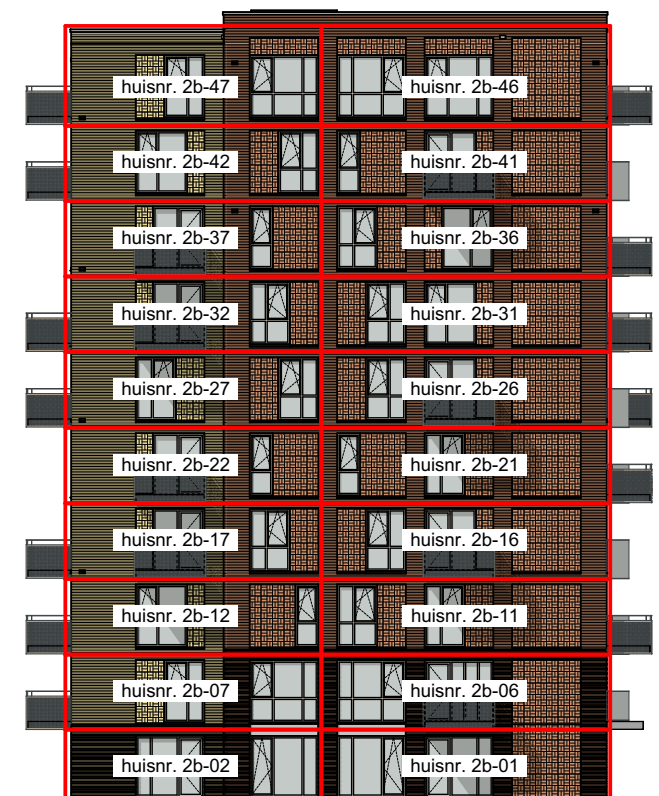 huisnr. 2b-47 huisnr. 2b-46
huisnr. 2b-42 huisnr. 2b-41
huisnr. 2b-37 huisnr. 2b-36
huisnr. 2b-32 huisnr. 2b-31
huisnr. 2b-27 huisnr. 2b-26
huisnr. 2b-22 huisnr. 2b-21
huisnr. 2b-17 huisnr. 2b-16
huisnr. 2b-12 huisnr. 2b-11
huisnr. 2b-07 huisnr. 2b-06
huisnr. 2b-02 huisnr. 2b-01